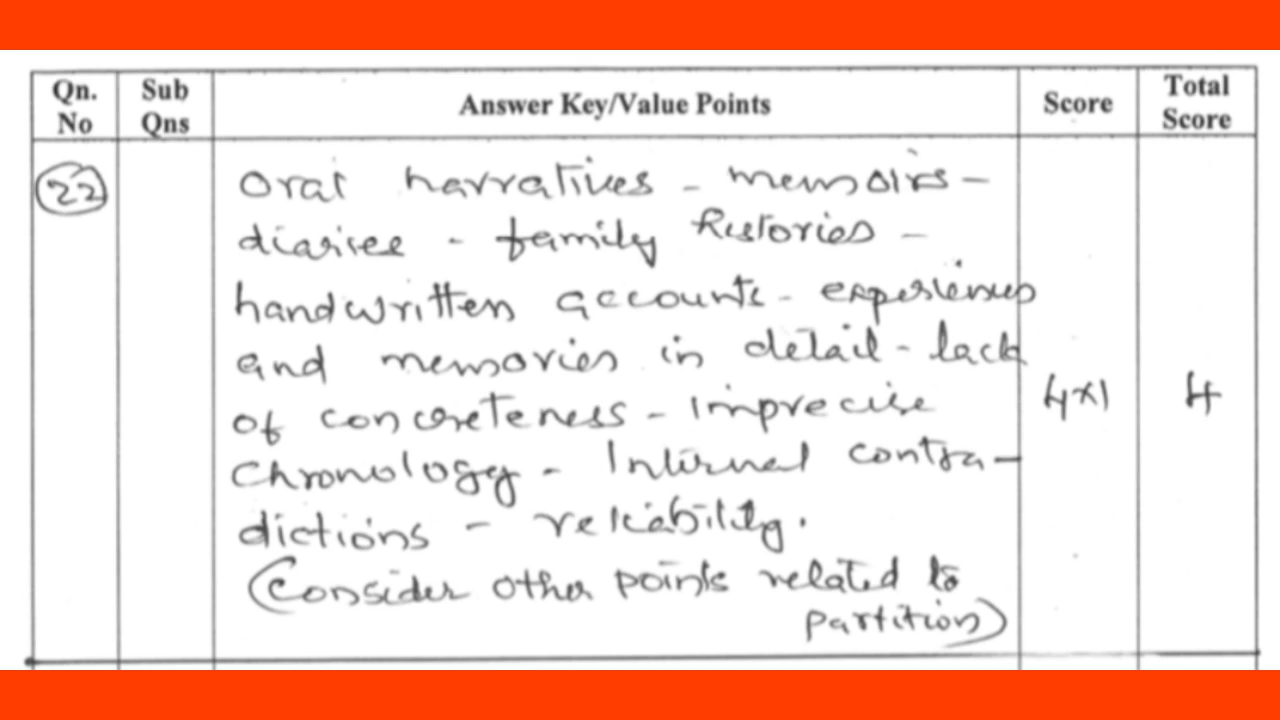 Qn. No Sub Qns Answer Key/Value Points Score Total Score
22
Oral narratives - memoirs -
diaries - family histories -
handwritten accounts - experiences
and memories in detail - lack
of concreteness - Imprecise
Chronology - Internal contra-
dictions - reliability.
4×1 4
(Consider other points related to
partition)